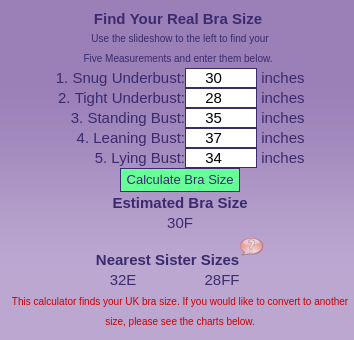 Find Your Real Bra Size
Use the slideshow to the left to find your
Five Measurements and enter them below.
1. Snug Underbust: 30 inches
2. Tight Underbust: 28 inches
3. Standing Bust: 35 inches
4. Leaning Bust: 37 inches
5. Lying Bust: 34 inches
Calculate Bra Size
Estimated Bra Size
30F
Nearest Sister Sizes ?
32E 28FF
This calculator finds your UK bra size. If you would like to convert to another
size, please see the charts below.